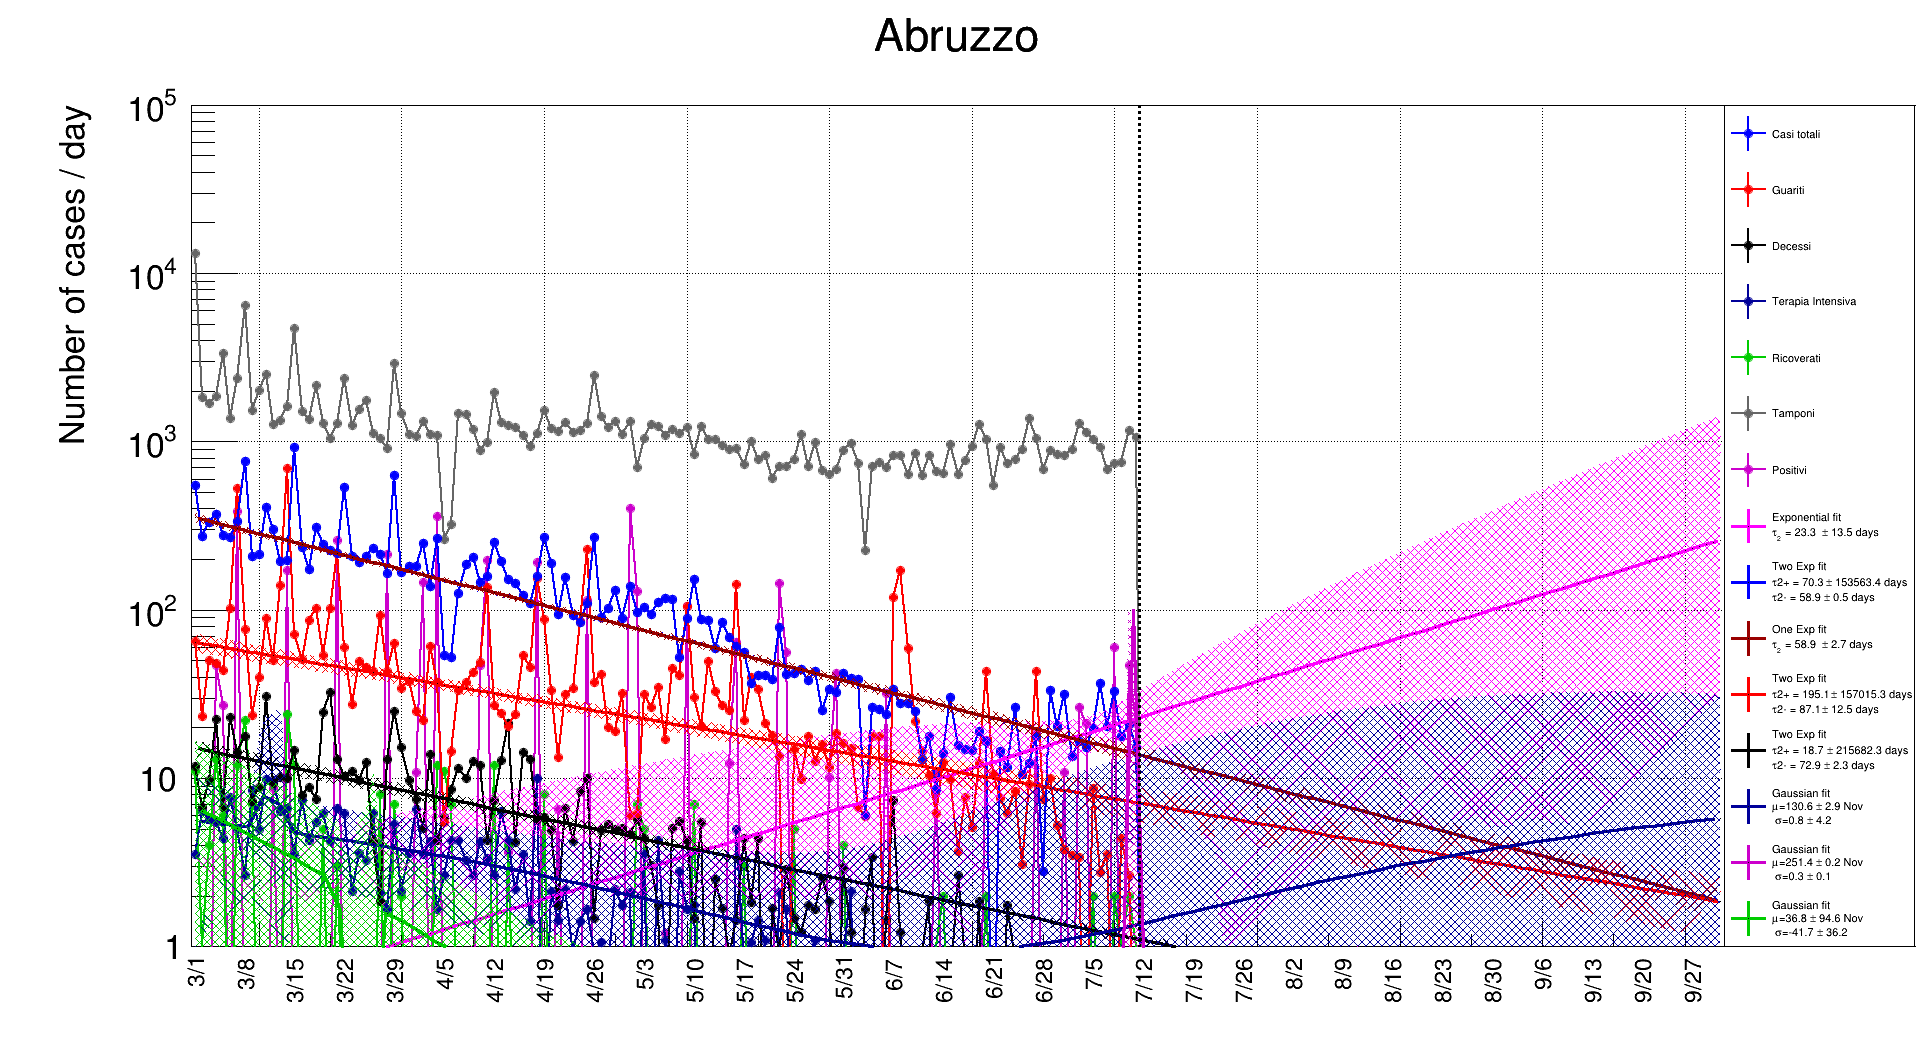 Abruzzo
Number of cases / day
10^5
10^4
10^3
10^2
10
1
3/1 3/8 3/15 3/22 3/29 4/5 4/12 4/19 4/26 5/3 5/10 5/17 5/24 5/31 6/7 6/14 6/21 6/28 7/5 7/12 7/19 7/26 8/2 8/9 8/16 8/23 8/30 9/6 9/13 9/20 9/27
Casi totali
Guariti
Decessi
Terapia Intensiva
Ricoverati
Tamponi
Positivi
Exponential fit
τ₂ = 23.3 ± 13.5 days
Two Exp fit
τ2+ = 70.3 ± 153563.4 days
τ2- = 58.9 ± 0.5 days
One Exp fit
τ₂ = 58.9 ± 2.7 days
Two Exp fit
τ2+ = 195.1 ± 157015.3 days
τ2- = 87.1 ± 12.5 days
Two Exp fit
τ2+ = 18.7 ± 215682.3 days
τ2- = 72.9 ± 2.3 days
Gaussian fit
μ=130.6 ± 2.9 Nov
σ=0.8 ± 4.2
Gaussian fit
μ=251.4 ± 0.2 Nov
σ=0.3 ± 0.1
Gaussian fit
μ=36.8 ± 94.6 Nov
σ=-41.7 ± 36.2